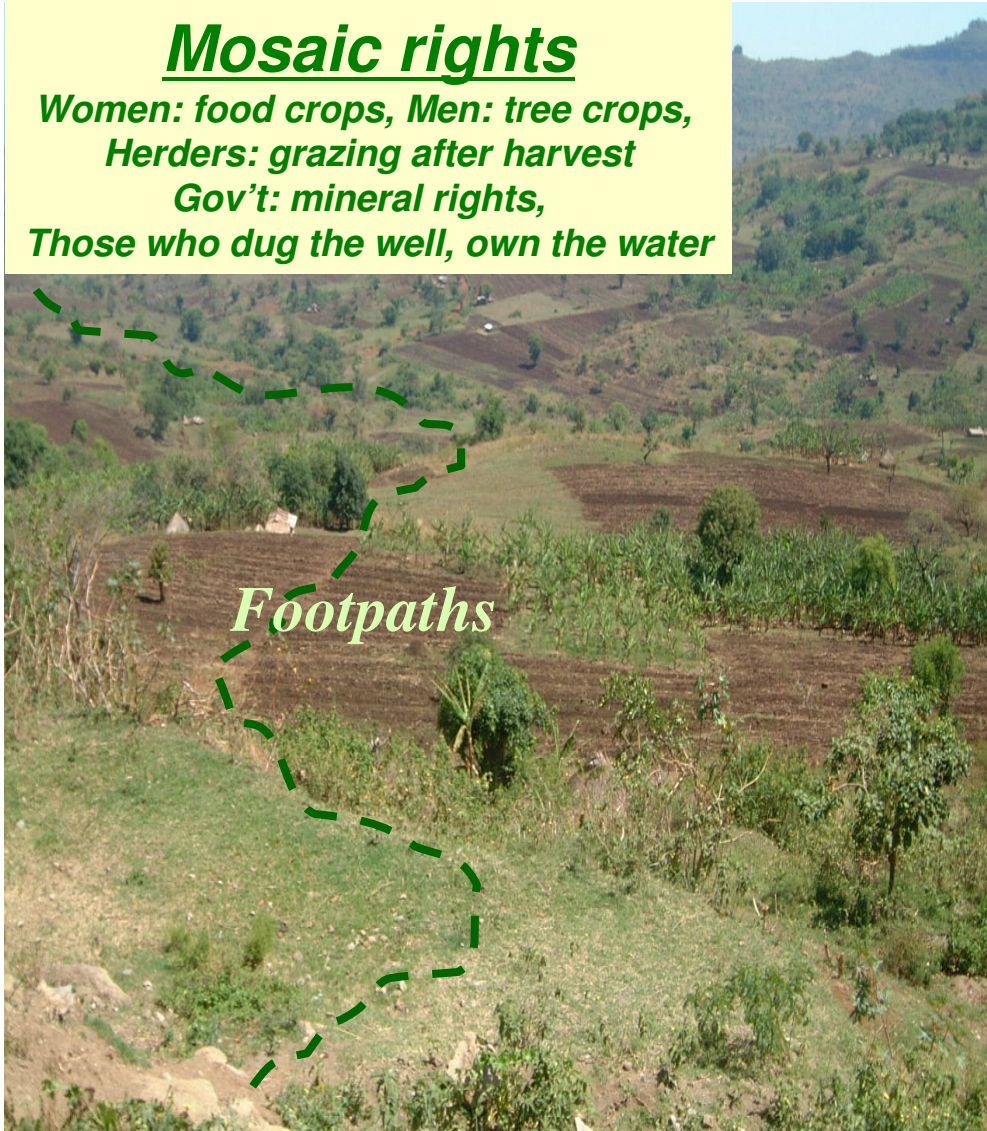 Mosaic rights
Women: food crops, Men: tree crops,
Herders: grazing after harvest
Gov’t: mineral rights,
Those who dug the well, own the water
Footpaths